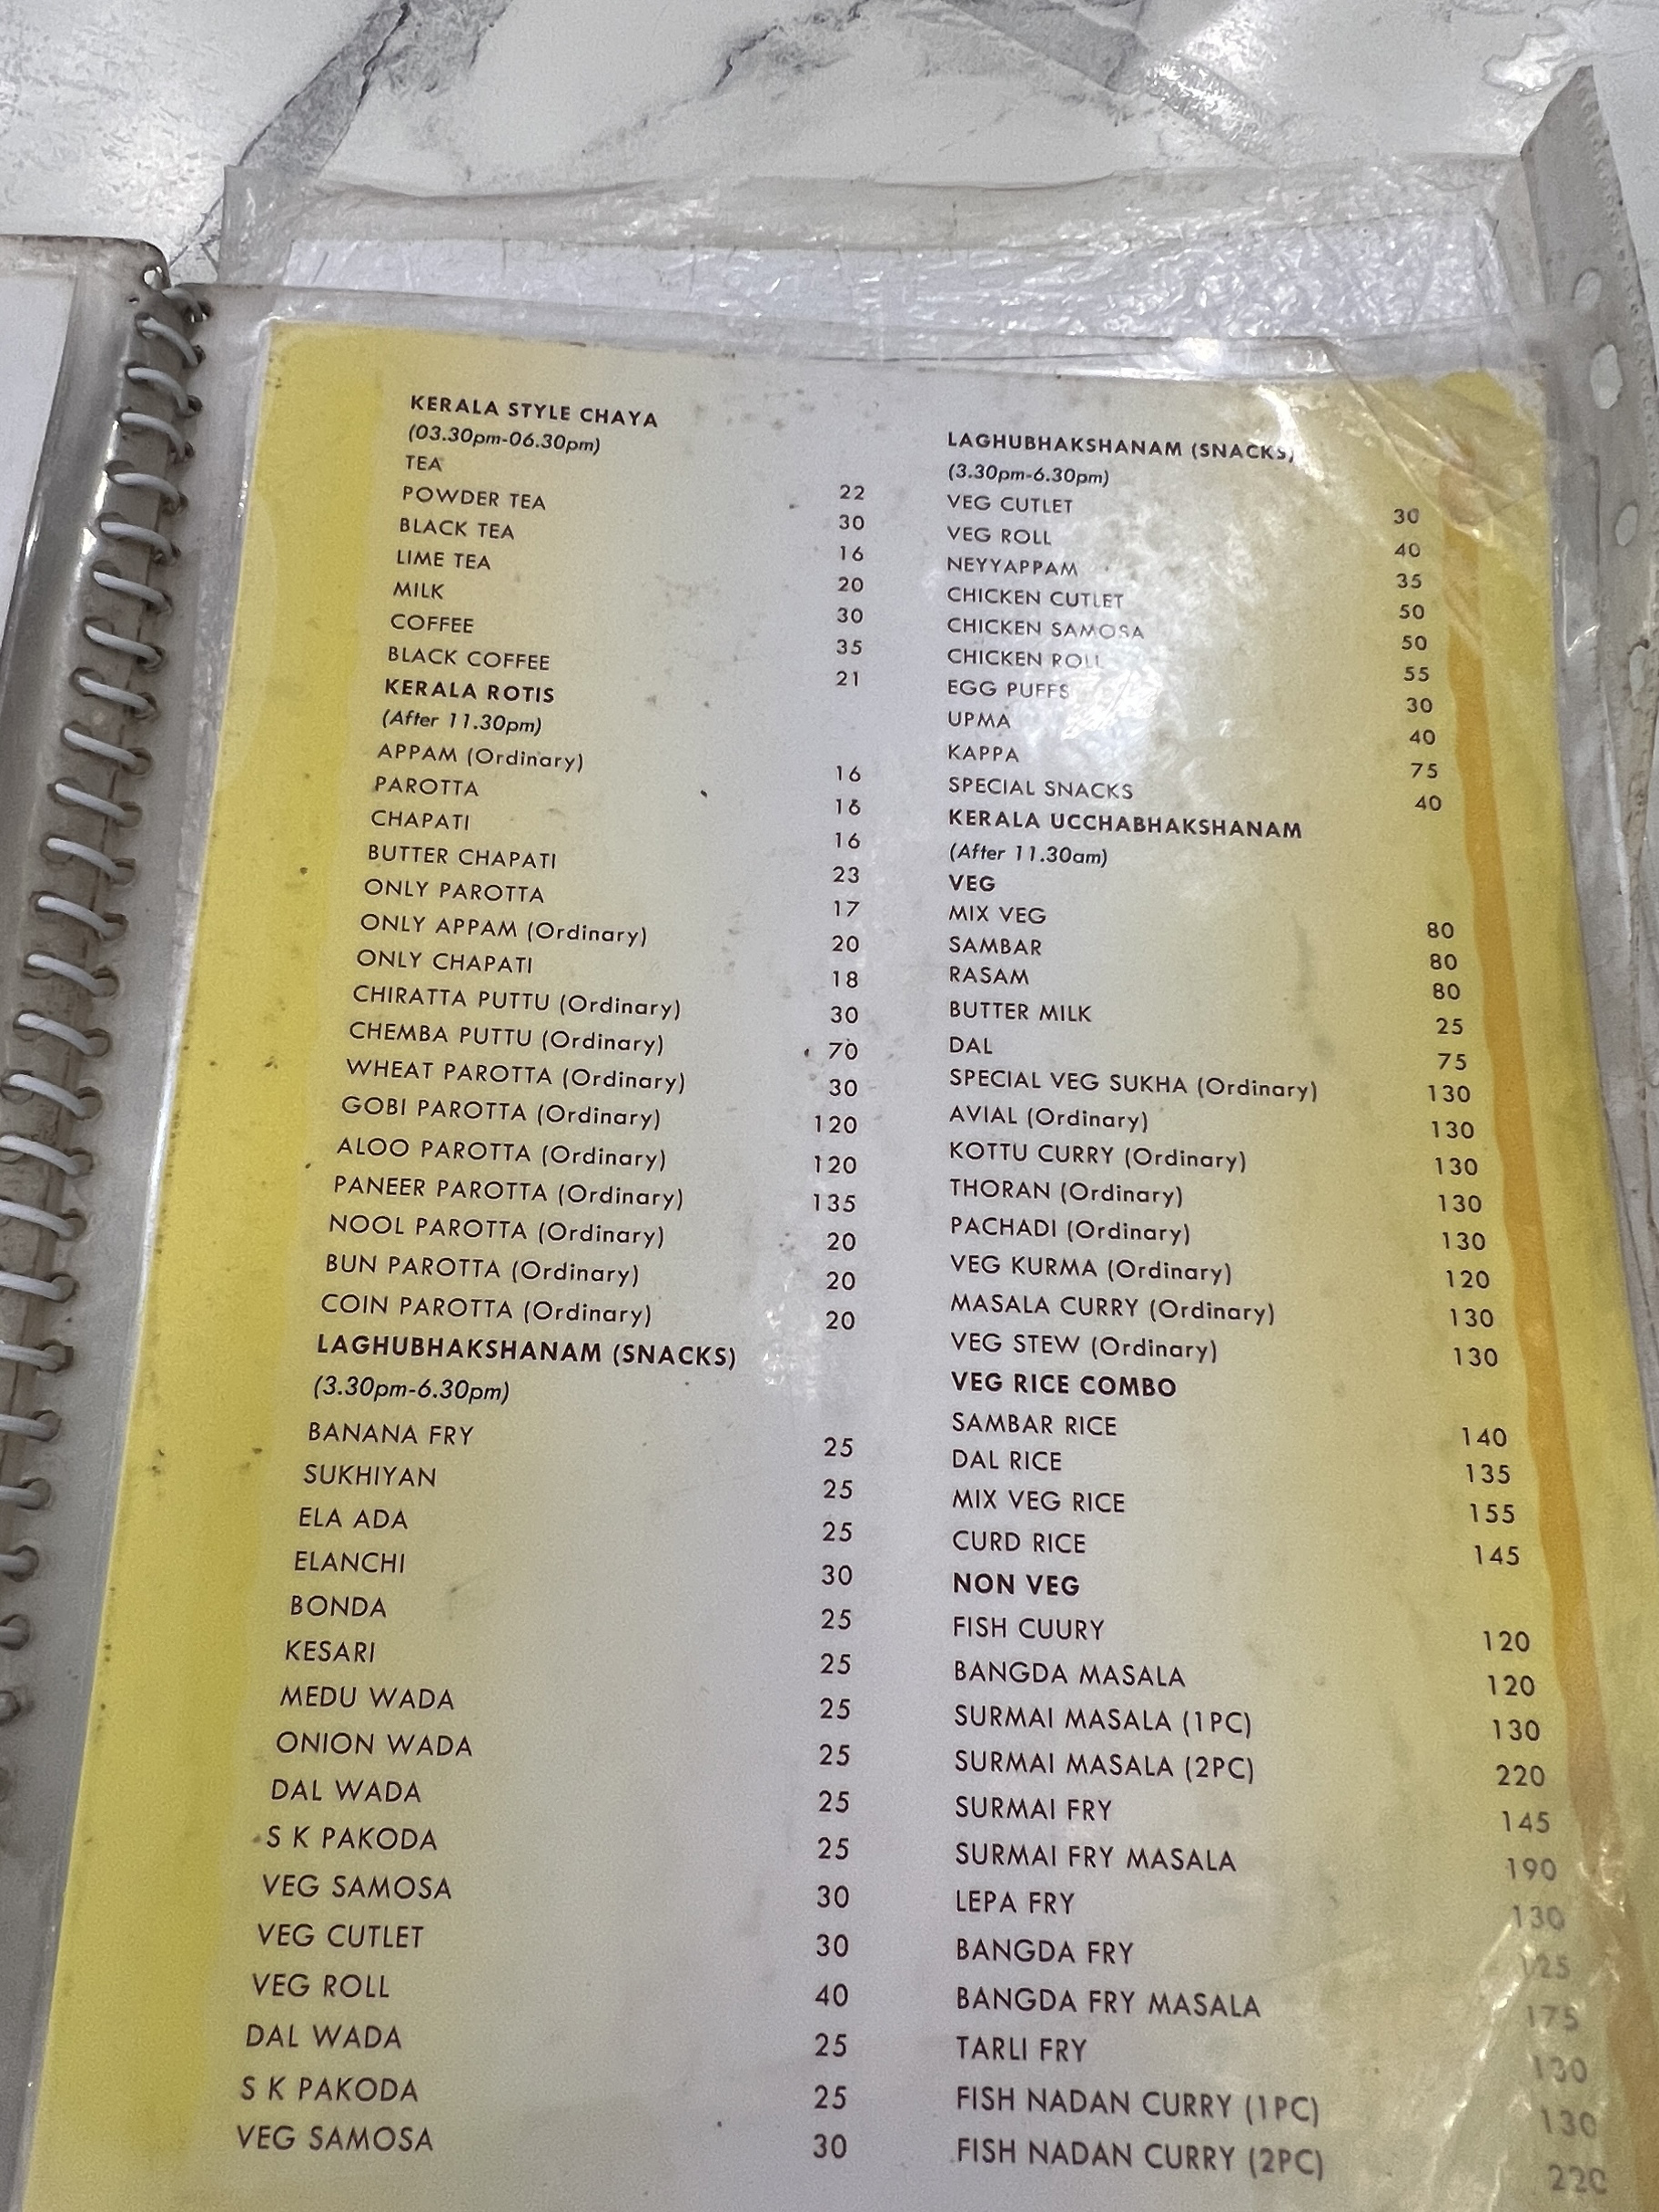 KERALA STYLE CHAYA
(03.30pm-06.30pm)
TEA 22
POWDER TEA 30
BLACK TEA 16
LIME TEA 20
MILK 30
COFFEE 35
BLACK COFFEE 21
KERALA ROTIS
(After 11.30pm)
APPAM (Ordinary) 16
PAROTTA 16
CHAPATI 16
BUTTER CHAPATI 23
ONLY PAROTTA 17
ONLY APPAM (Ordinary) 20
ONLY CHAPATI 18
CHIRATTA PUTTU (Ordinary) 30
CHEMBA PUTTU (Ordinary) 70
WHEAT PAROTTA (Ordinary) 30
GOBI PAROTTA (Ordinary) 120
ALOO PAROTTA (Ordinary) 120
PANEER PAROTTA (Ordinary) 135
NOOL PAROTTA (Ordinary) 20
BUN PAROTTA (Ordinary) 20
COIN PAROTTA (Ordinary) 20
LAGHUBHAKSHANAM (SNACKS)
(3.30pm-6.30pm)
BANANA FRY 25
SUKHIYAN 25
ELA ADA 25
ELANCHI 30
BONDA 25
KESARI 25
MEDU WADA 25
ONION WADA 25
DAL WADA 25
S K PAKODA 25
VEG SAMOSA 30
VEG CUTLET 30
VEG ROLL 40
DAL WADA 25
S K PAKODA 25
VEG SAMOSA 30
LAGHUBHAKSHANAM (SNACKS)
(3.30pm-6.30pm)
VEG CUTLET 30
VEG ROLL 40
NEYYAPPAM 35
CHICKEN CUTLET 50
CHICKEN SAMOSA 50
CHICKEN ROLL 55
EGG PUFFS 30
UPMA 40
KAPPA 75
SPECIAL SNACKS 40
KERALA UCCHABHAKSHANAM
(After 11.30am)
VEG
MIX VEG 80
SAMBAR 80
RASAM 80
BUTTER MILK 25
DAL 75
SPECIAL VEG SUKHA (Ordinary) 130
AVIAL (Ordinary) 130
KOTTU CURRY (Ordinary) 130
THORAN (Ordinary) 130
PACHADI (Ordinary) 130
VEG KURMA (Ordinary) 120
MASALA CURRY (Ordinary) 130
VEG STEW (Ordinary) 130
VEG RICE COMBO
SAMBAR RICE 140
DAL RICE 135
MIX VEG RICE 155
CURD RICE 145
NON VEG
FISH CUURY 120
BANGDA MASALA 120
SURMAI MASALA (1PC) 130
SURMAI MASALA (2PC) 220
SURMAI FRY 145
SURMAI FRY MASALA 190
LEPA FRY 130
BANGDA FRY 125
BANGDA FRY MASALA 175
TARLI FRY 130
FISH NADAN CURRY (1PC) 130
FISH NADAN CURRY (2PC) 220